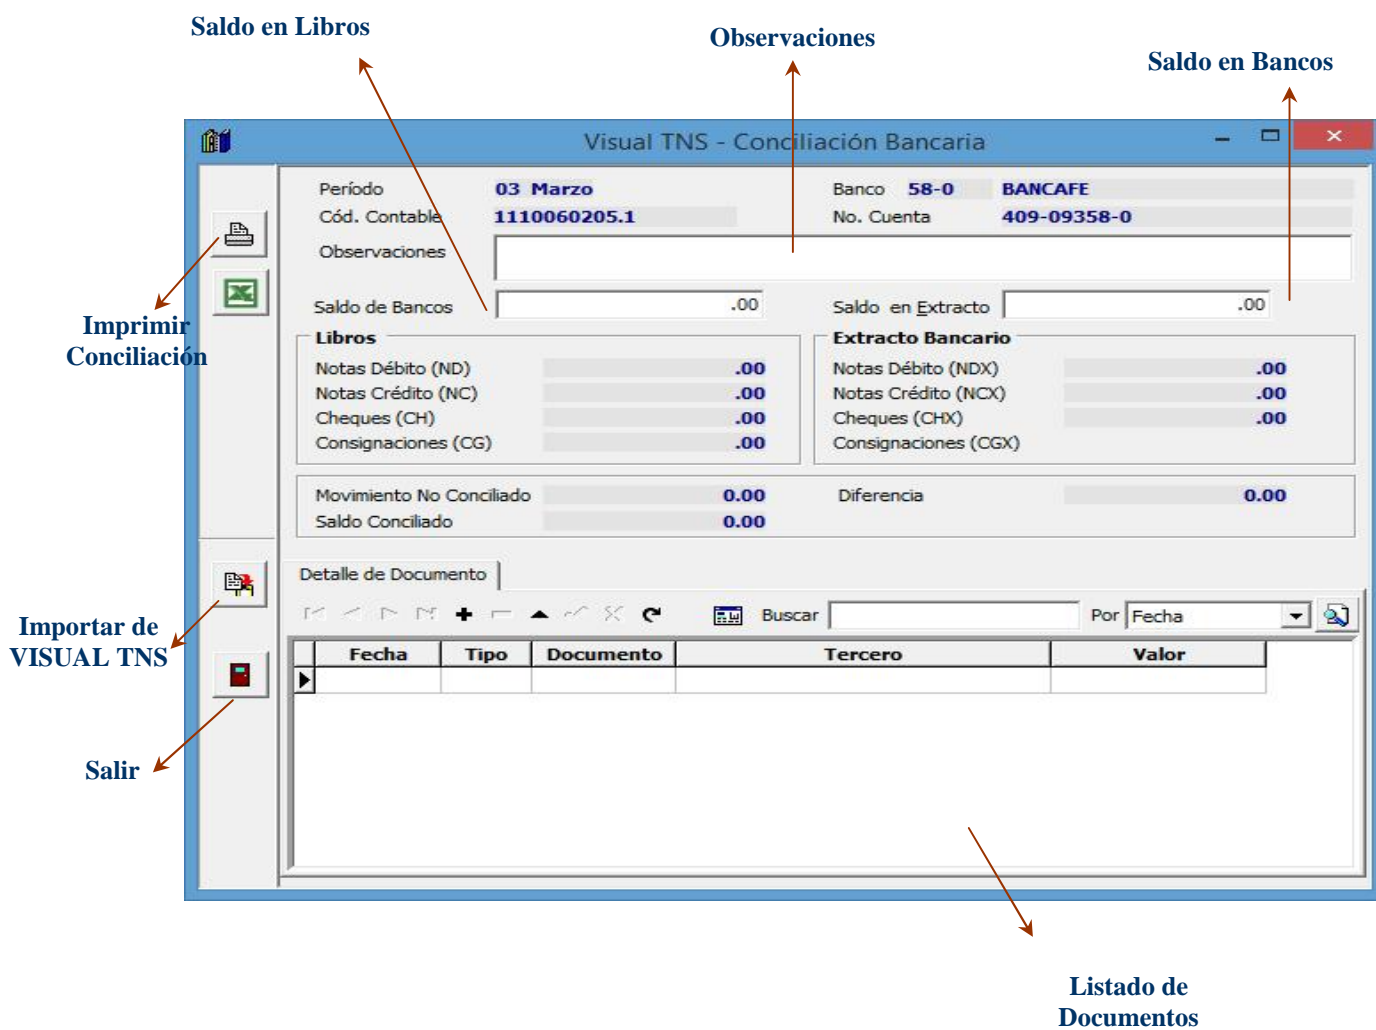 Saldo en Libros
Observaciones
Saldo en Bancos
Visual TNS - Conciliación Bancaria
Período 03 Marzo Banco 58-0 BANCAFE
Cód. Contable 1110060205.1 No. Cuenta 409-09358-0
Observaciones
Saldo de Bancos .00 Saldo en Extracto .00
Imprimir
Conciliación
Libros Extracto Bancario
Notas Débito (ND) .00 Notas Débito (NDX) .00
Notas Crédito (NC) .00 Notas Crédito (NCX) .00
Cheques (CH) .00 Cheques (CHX) .00
Consignaciones (CG) .00 Consignaciones (CGX)
Movimiento No Conciliado 0.00 Diferencia 0.00
Saldo Conciliado 0.00
Detalle de Documento
Buscar Por Fecha
Importar de
VISUAL TNS
Fecha Tipo Documento Tercero Valor
Salir
Listado de
Documentos